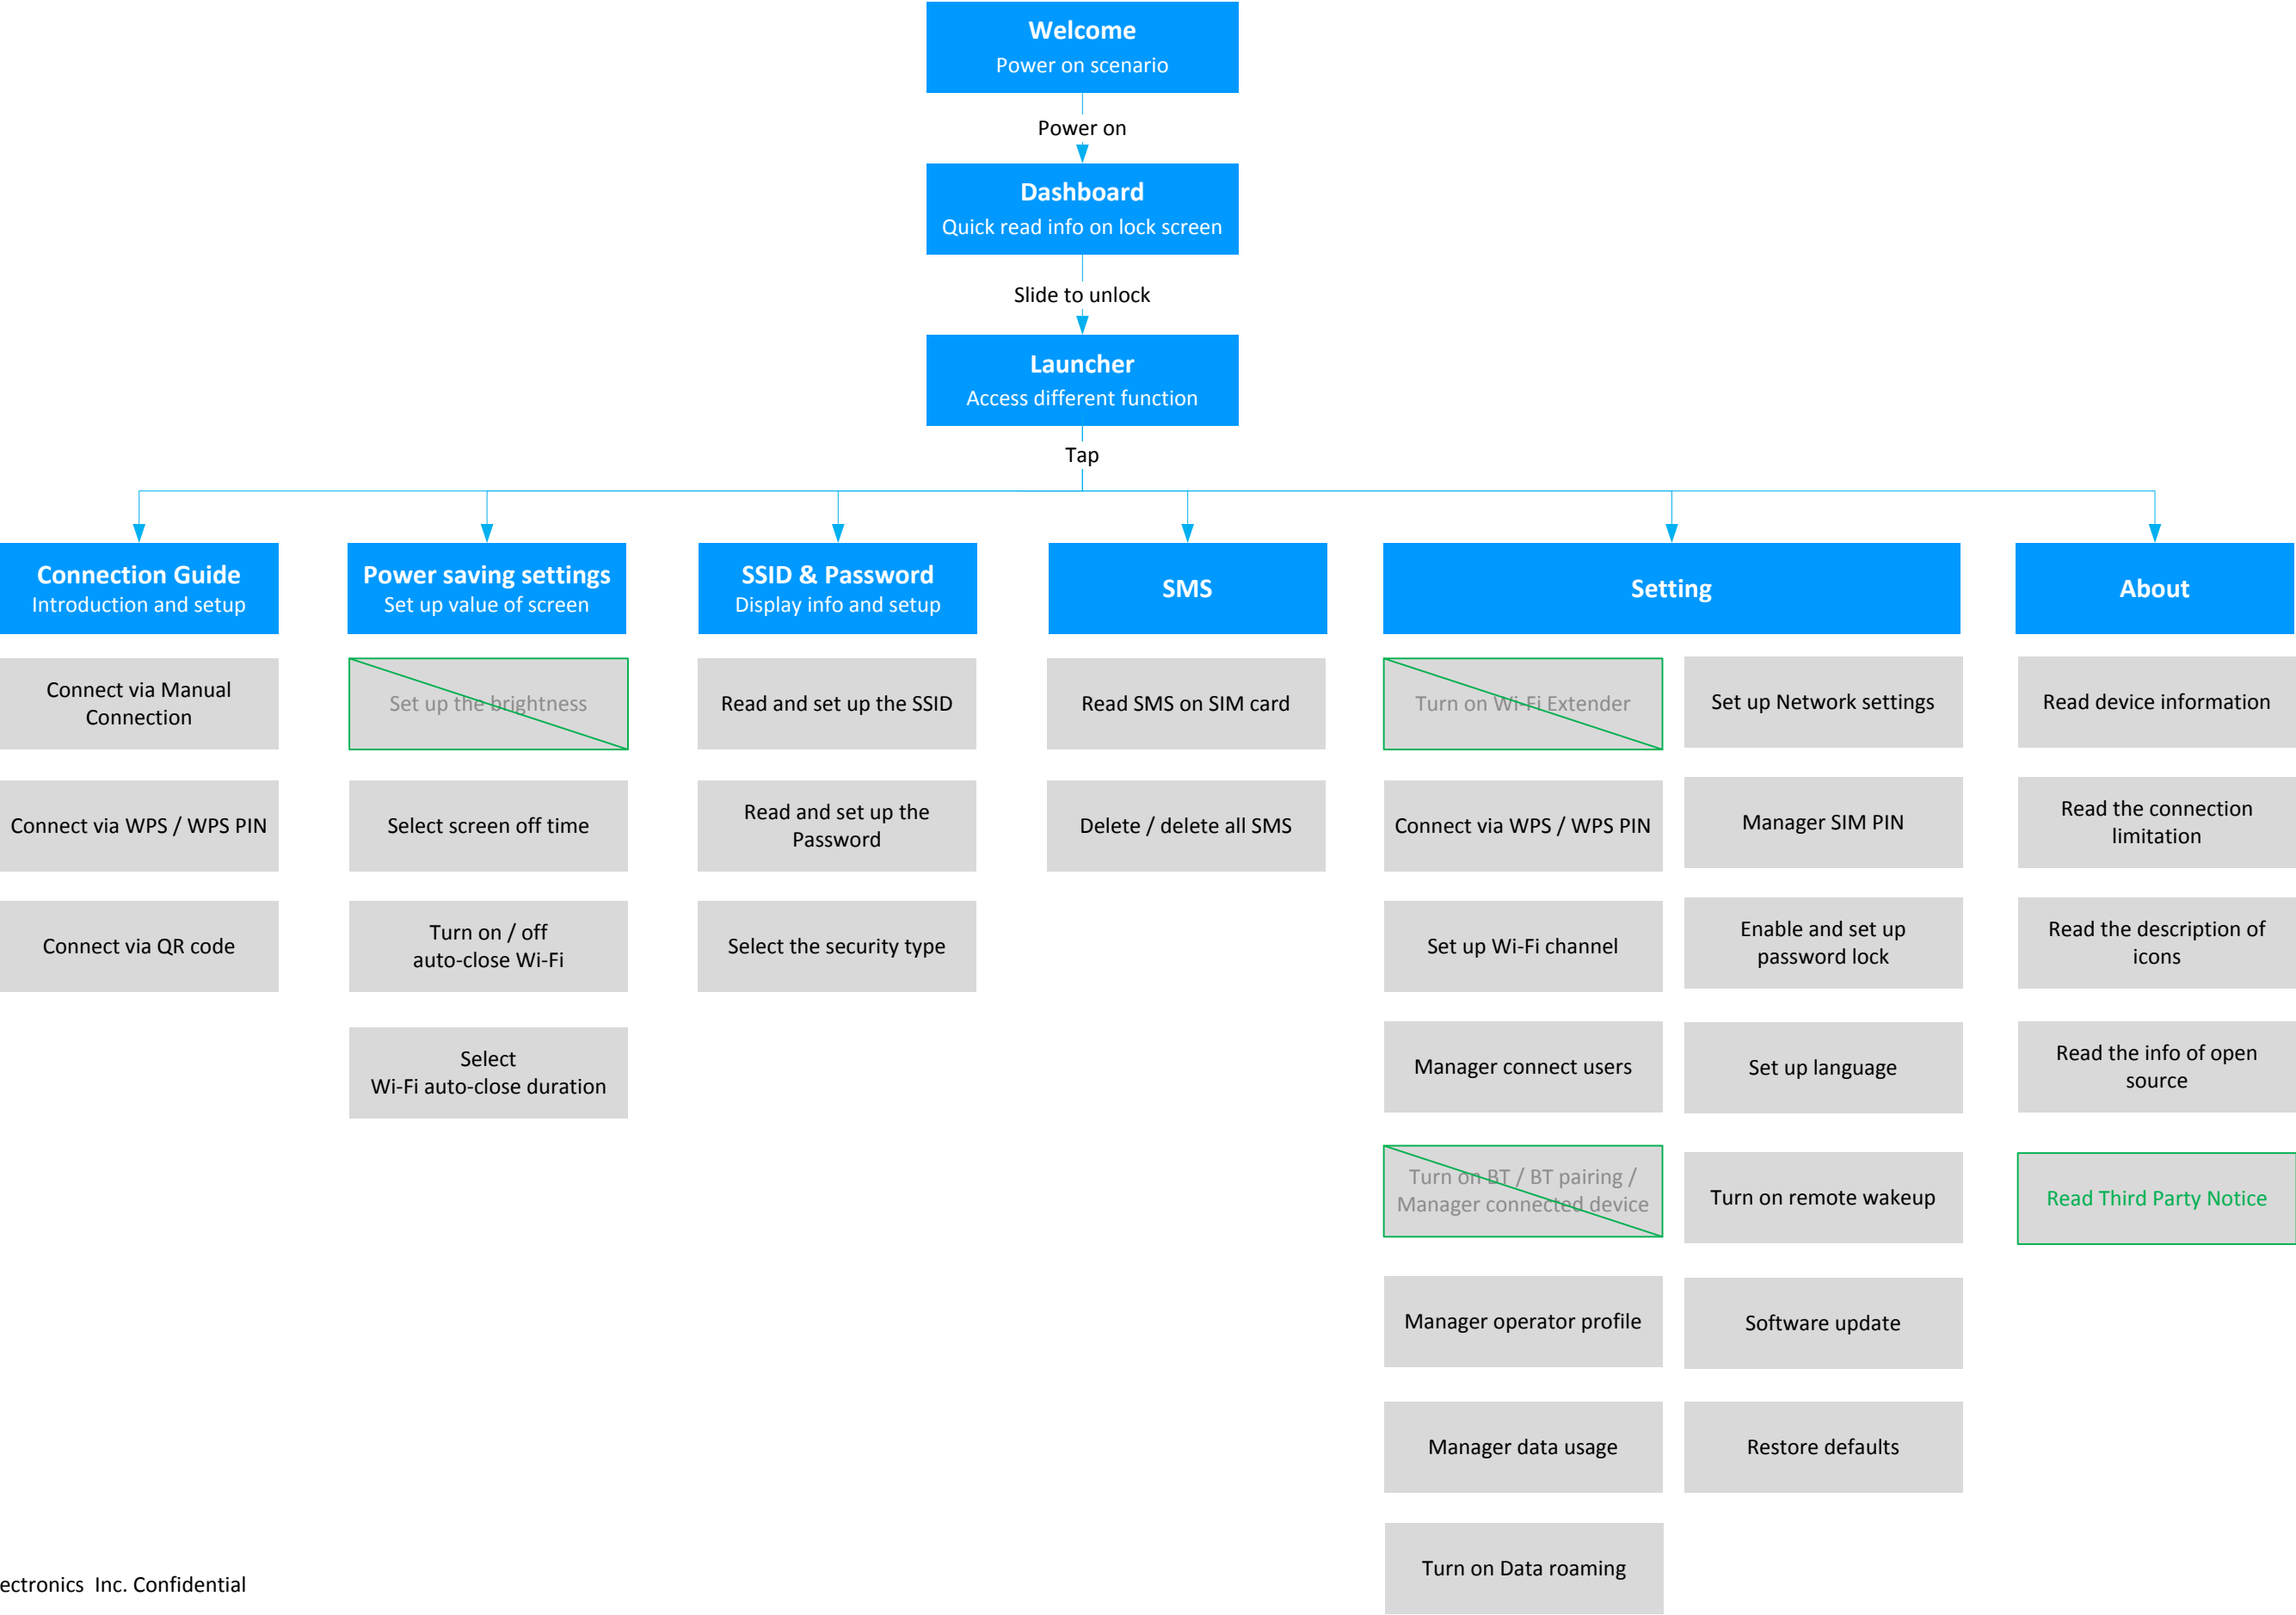 Welcome
Power on scenario
Power on
Dashboard
Quick read info on lock screen
Slide to unlock
Launcher
Access different function
Tap
Connection Guide
Introduction and setup
Connect via Manual
Connection
Connect via WPS / WPS PIN
Connect via QR code
Power saving settings
Set up value of screen
Set up the brightness
Select screen off time
Turn on / off
auto-close Wi-Fi
Select
Wi-Fi auto-close duration
SSID & Password
Display info and setup
Read and set up the SSID
Read and set up the
Password
Select the security type
SMS
Read SMS on SIM card
Delete / delete all SMS
Setting
Turn on Wi-Fi Extender
Connect via WPS / WPS PIN
Set up Wi-Fi channel
Manager connect users
Turn on BT / BT pairing /
Manager connected device
Manager operator profile
Manager data usage
Turn on Data roaming
Set up Network settings
Manager SIM PIN
Enable and set up
password lock
Set up language
Turn on remote wakeup
Software update
Restore defaults
About
Read device information
Read the connection
limitation
Read the description of
icons
Read the info of open
source
Read Third Party Notice
ectronics Inc. Confidential